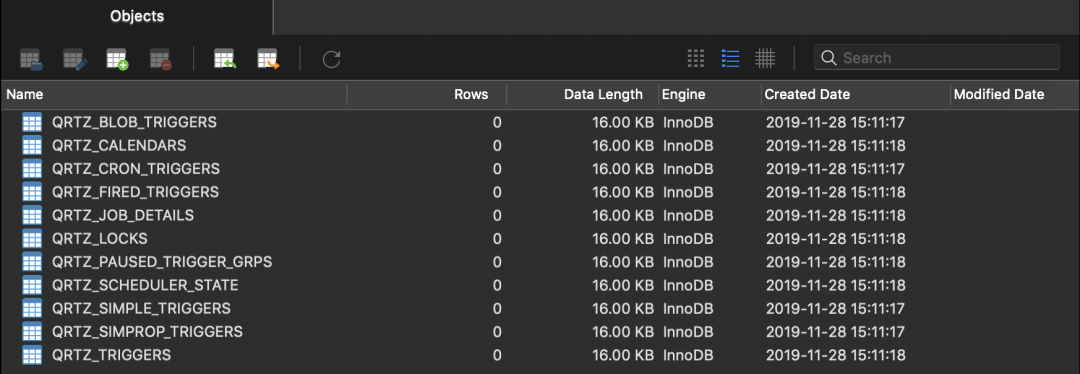 Objects
Search
Name Rows Data Length Engine Created Date Modified Date
QRTZ_BLOB_TRIGGERS 0 16.00 KB InnoDB 2019-11-28 15:11:17
QRTZ_CALENDARS 0 16.00 KB InnoDB 2019-11-28 15:11:18
QRTZ_CRON_TRIGGERS 0 16.00 KB InnoDB 2019-11-28 15:11:17
QRTZ_FIRED_TRIGGERS 0 16.00 KB InnoDB 2019-11-28 15:11:18
QRTZ_JOB_DETAILS 0 16.00 KB InnoDB 2019-11-28 15:11:18
QRTZ_LOCKS 0 16.00 KB InnoDB 2019-11-28 15:11:18
QRTZ_PAUSED_TRIGGER_GRPS 0 16.00 KB InnoDB 2019-11-28 15:11:18
QRTZ_SCHEDULER_STATE 0 16.00 KB InnoDB 2019-11-28 15:11:18
QRTZ_SIMPLE_TRIGGERS 0 16.00 KB InnoDB 2019-11-28 15:11:17
QRTZ_SIMPROP_TRIGGERS 0 16.00 KB InnoDB 2019-11-28 15:11:17
QRTZ_TRIGGERS 0 16.00 KB InnoDB 2019-11-28 15:11:18